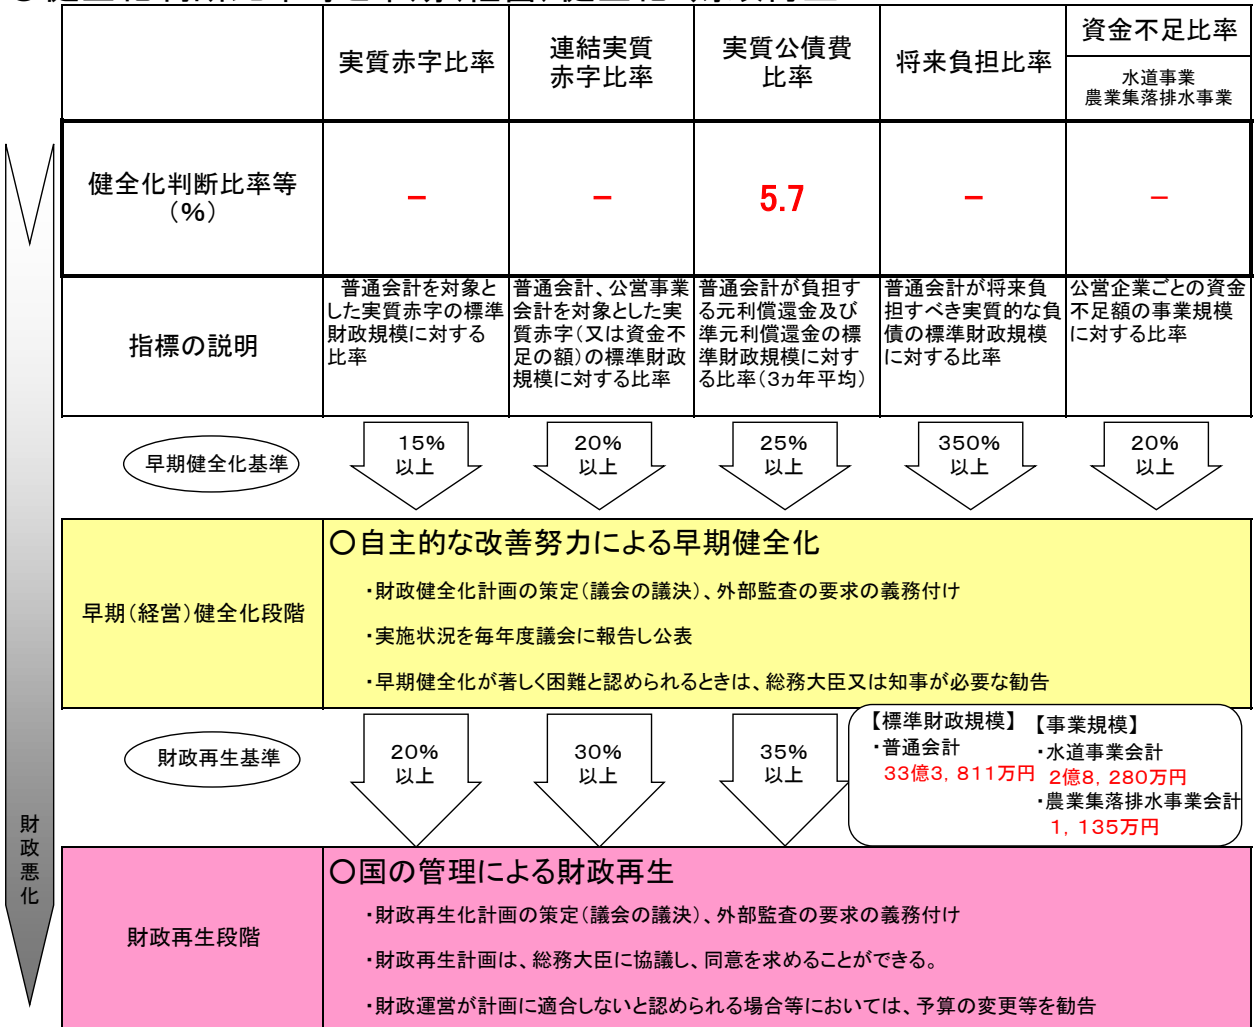 実質赤字比率
連結実質
赤字比率
実質公債費
比率
将来負担比率
資金不足比率
水道事業
農業集落排水事業
健全化判断比率等
(%)
－
－
5.7
－
－
指標の説明
普通会計を対象と
した実質赤字の標準
財政規模に対する
比率
普通会計、公営事業
会計を対象とした実
質赤字(又は資金不
足の額)の標準財政
規模に対する比率
普通会計が負担す
る元利償還金及び
準元利償還金の標
準財政規模に対す
る比率(3ヵ年平均)
普通会計が将来負
担すべき実質的な負
債の標準財政規模
に対する比率
公営企業ごとの資金
不足額の事業規模
に対する比率
早期健全化基準
15%
以上
20%
以上
25%
以上
350%
以上
20%
以上
早期(経営)健全化段階
○自主的な改善努力による早期健全化
・財政健全化計画の策定(議会の議決)、外部監査の要求の義務付け
・実施状況を毎年度議会に報告し公表
・早期健全化が著しく困難と認められるときは、総務大臣又は知事が必要な勧告
財政再生基準
20%
以上
30%
以上
35%
以上
【標準財政規模】
・普通会計
33億3,811万円
【事業規模】
・水道事業会計
2億8,280万円
・農業集落排水事業会計
1,135万円
財政悪化
財政再生段階
○国の管理による財政再生
・財政再生化計画の策定(議会の議決)、外部監査の要求の義務付け
・財政再生計画は、総務大臣に協議し、同意を求めることができる。
・財政運営が計画に適合しないと認められる場合等においては、予算の変更等を勧告